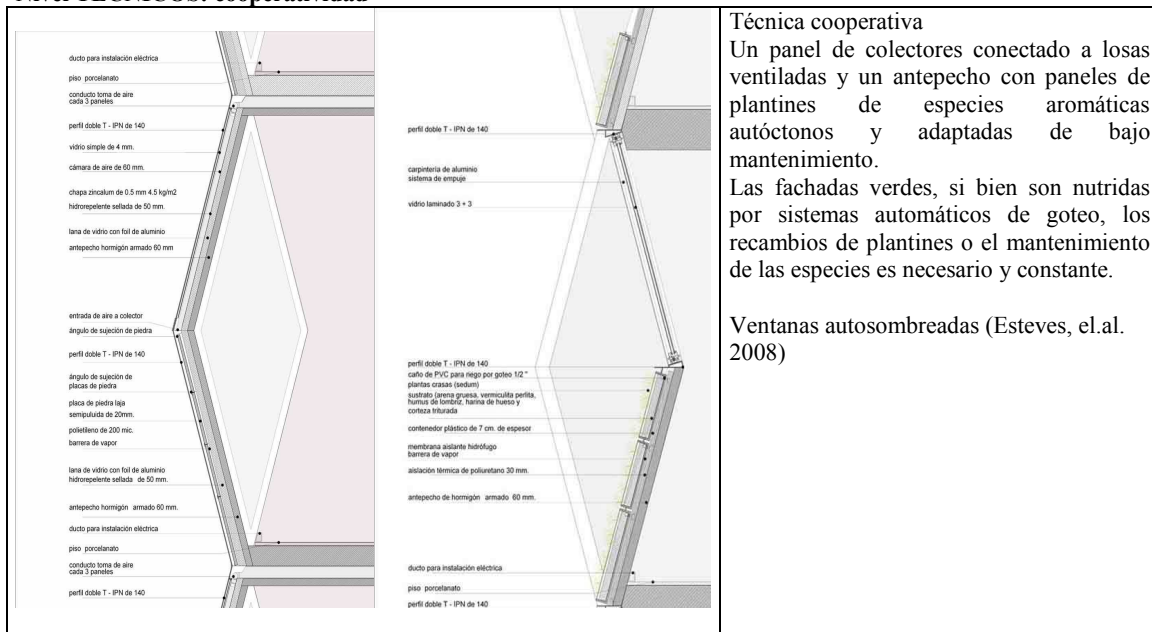 Nivel TECNICOS: cooperatividad
ducto para instalación eléctrica
piso porcelanato
conducto toma de aire
cada 3 paneles
perfil doble T - IPN de 140
vidrio simple de 4 mm.
cámara de aire de 60 mm.
chapa zincalum de 0.5 mm 4.5 kg/m2
hidrorepelente sellada de 50 mm.
lana de vidrio con foil de aluminio
antepecho hormigón armado 60 mm
entrada de aire a colector
ángulo de sujeción de piedra
perfil doble T - IPN de 140
ángulo de sujeción de
placas de piedra
placa de piedra laja
semipuluida de 20mm.
polietileno de 200 mic.
barrera de vapor
lana de vidrio con foil de aluminio
hidrorepelente sellada de 50 mm.
antepecho hormigón armado 60 mm.
ducto para instalación eléctrica
piso porcelanato
conducto toma de aire
cada 3 paneles
perfil doble T - IPN de 140
perfil doble T - IPN de 140
carpintería de aluminio
sistema de empuje
vidrio laminado 3 + 3
perfil doble T - IPN de 140
caño de PVC para riego por goteo 1/2 "
plantas crasas (sedum)
sustrato (arena gruesa, vermiculita perlita,
humus de lombriz, harina de hueso y
corteza triturada
contenedor plástico de 7 cm. de espesor
membrana aislante hidrófugo
barrera de vapor
aislación térmica de poliuretano 30 mm.
antepecho de hormigón armado 60 mm.
ducto para instalación eléctrica
piso porcelanato
perfil doble T - IPN de 140
Técnica cooperativa
Un panel de colectores conectado a losas
ventiladas y un antepecho con paneles de
plantines de especies aromáticas
autóctonos y adaptadas de bajo
mantenimiento.
Las fachadas verdes, si bien son nutridas
por sistemas automáticos de goteo, los
recambios de plantines o el mantenimiento
de las especies es necesario y constante.
Ventanas autosombreadas (Esteves, el.al.
2008)